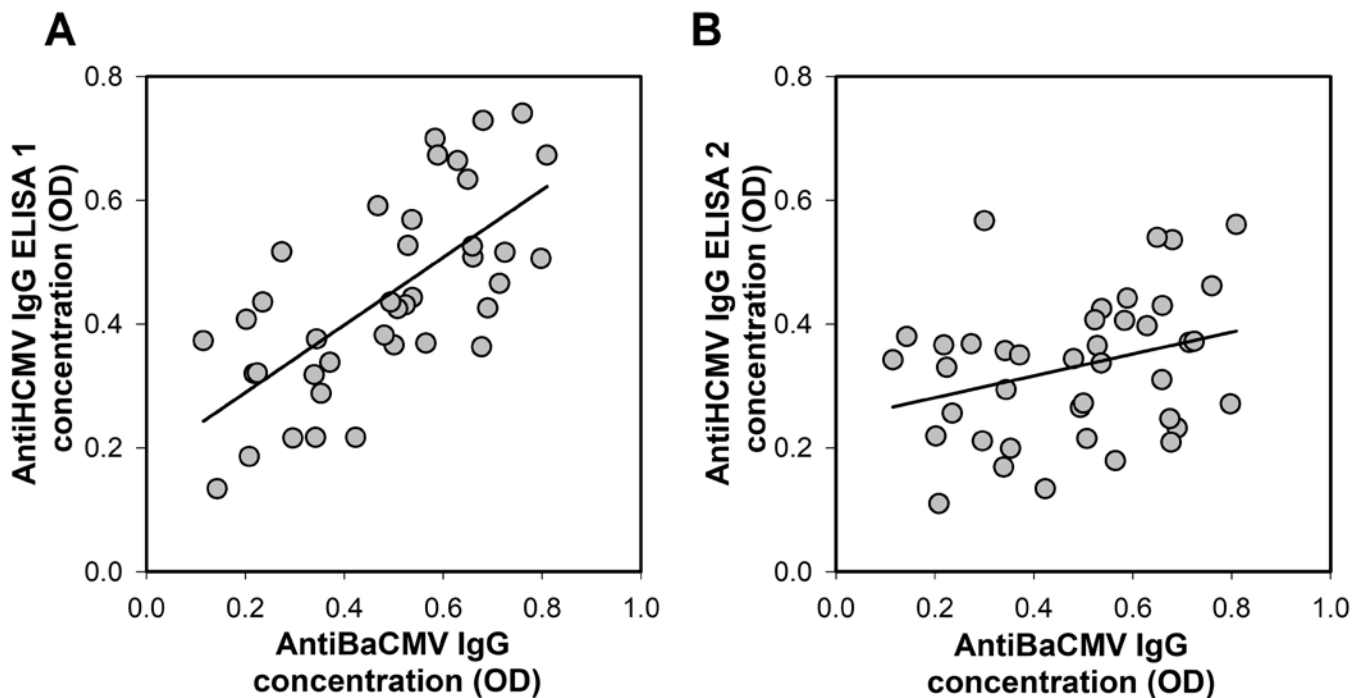 A
AntiHCMV IgG ELISA 1
concentration (OD)
0.8
0.6
0.4
0.2
0.0
0.0 0.2 0.4 0.6 0.8 1.0
AntiBaCMV IgG
concentration (OD)
B
AntiHCMV IgG ELISA 2
concentration (OD)
0.8
0.6
0.4
0.2
0.0
0.0 0.2 0.4 0.6 0.8 1.0
AntiBaCMV IgG
concentration (OD)